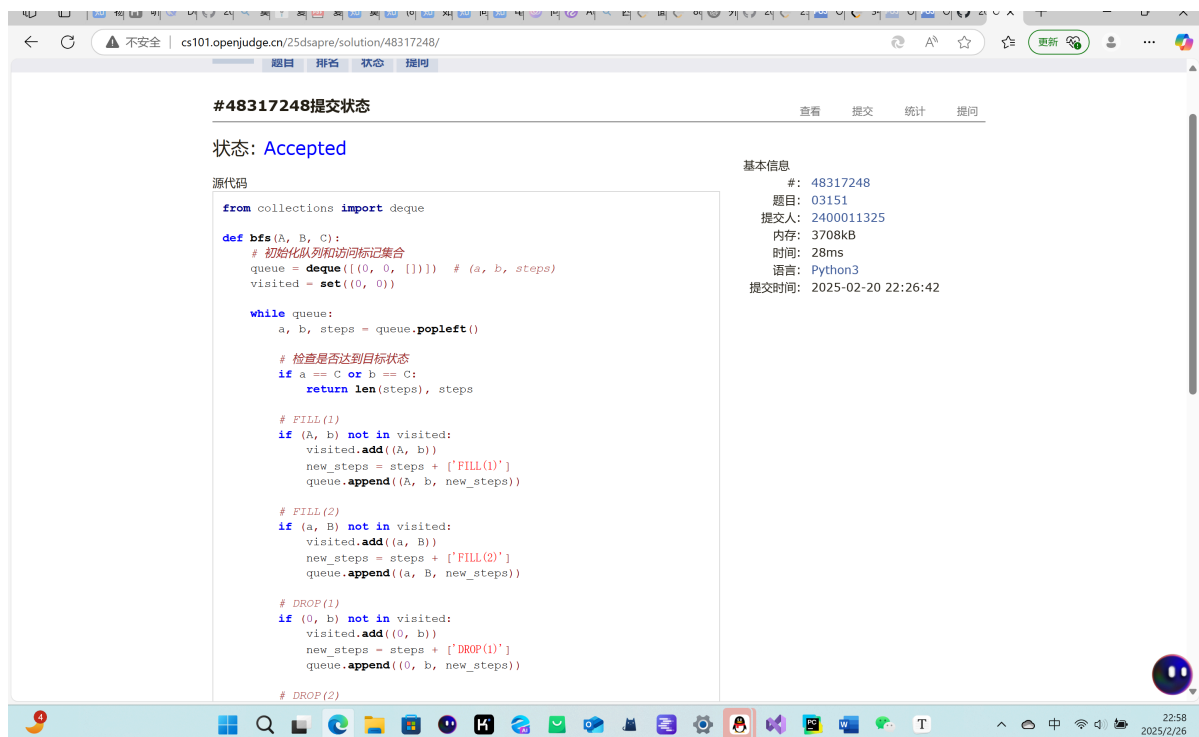 不安全 | cs101.openjudge.cn/25dsapre/solution/48317248/
更新
题目 排名 状态 提问
#48317248提交状态
查看 提交 统计 提问
状态: Accepted
源代码
from collections import deque
def bfs(A, B, C):
# 初始化队列和访问标记集合
queue = deque([(0, 0, [])]) # (a, b, steps)
visited = set((0, 0))
while queue:
a, b, steps = queue.popleft()
# 检查是否达到目标状态
if a == C or b == C:
return len(steps), steps
# FILL(1)
if (A, b) not in visited:
visited.add((A, b))
new_steps = steps + ['FILL(1)']
queue.append((A, b, new_steps))
# FILL(2)
if (a, B) not in visited:
visited.add((a, B))
new_steps = steps + ['FILL(2)']
queue.append((a, B, new_steps))
# DROP(1)
if (0, b) not in visited:
visited.add((0, b))
new_steps = steps + ['DROP(1)']
queue.append((0, b, new_steps))
# DROP(2)
基本信息
#: 48317248
题目: 03151
提交人: 2400011325
内存: 3708kB
时间: 28ms
语言: Python3
提交时间: 2025-02-20 22:26:42
4
中
22:58
2025/2/26